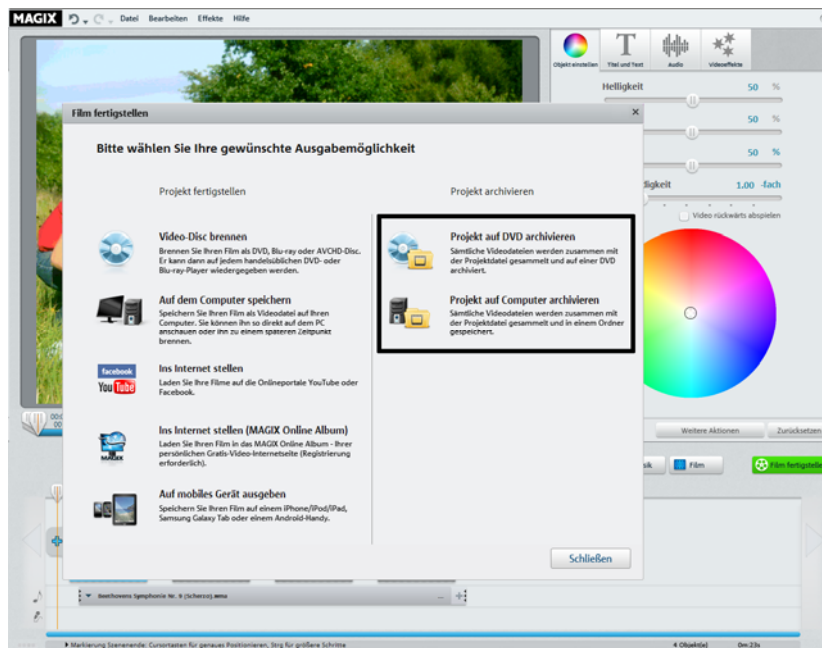 MAGIX Datei Bearbeiten Effekte Hilfe
Objekt einstellen Titel und Text Audio Videoeffekte
Helligkeit 50 %
50 %
50 %
digkeit 1.00 -fach
Video rückwärts abspielen
Film fertigstellen
Bitte wählen Sie Ihre gewünschte Ausgabemöglichkeit
Projekt fertigstellen
Video-Disc brennen
Brennen Sie Ihren Film als DVD, Blu-ray oder AVCHD-Disc.
Er kann dann auf jedem handelsüblichen DVD- oder
Blu-ray-Player wiedergegeben werden.
Auf dem Computer speichern
Speichern Sie Ihren Film als Videodatei auf Ihren
Computer. Sie können ihn so direkt auf dem PC
anschauen oder ihn zu einem späteren Zeitpunkt
brennen.
facebook
You Tube
Ins Internet stellen
Laden Sie Ihre Filme auf die Onlineportale YouTube oder
Facebook.
MAGIX
Ins Internet stellen (MAGIX Online Album)
Laden Sie Ihren Film in das MAGIX Online Album - Ihrer
persönlichen Gratis-Video-Internetseite (Registrierung
erforderlich).
Auf mobiles Gerät ausgeben
Speichern Sie Ihren Film auf einem iPhone/iPod/iPad,
Samsung Galaxy Tab oder einem Android-Handy.
Projekt archivieren
Projekt auf DVD archivieren
Sämtliche Videodateien werden zusammen mit
der Projektdatei gesammelt und auf einer DVD
archiviert.
Projekt auf Computer archivieren
Sämtliche Videodateien werden zusammen mit
der Projektdatei gesammelt und in einem Ordner
gespeichert.
Schließen
Weitere Aktionen Zurücksetzen
sik Film Film fertigstelle
Beethovens Symphonie Nr. 9 (Scherzo).wma
Markierung Szenenende: Cursortasten für genaues Positionieren, Strg für größere Schritte
4 Objekt(e) 0m:23s